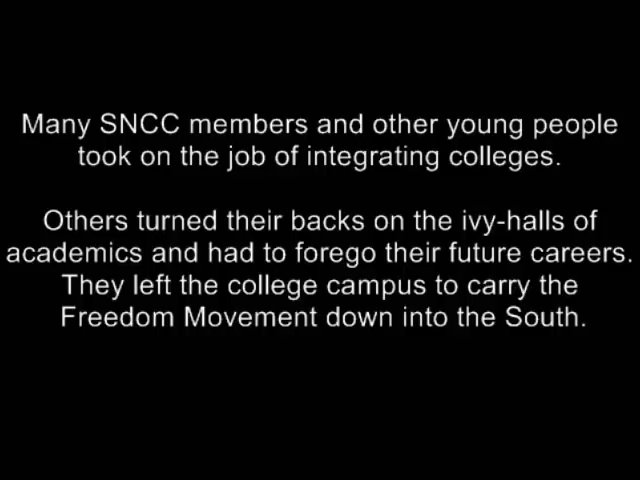 Many SNCC members and other young people
took on the job of integrating colleges.
Others turned their backs on the ivy-halls of
academics and had to forego their future careers.
They left the college campus to carry the
Freedom Movement down into the South.